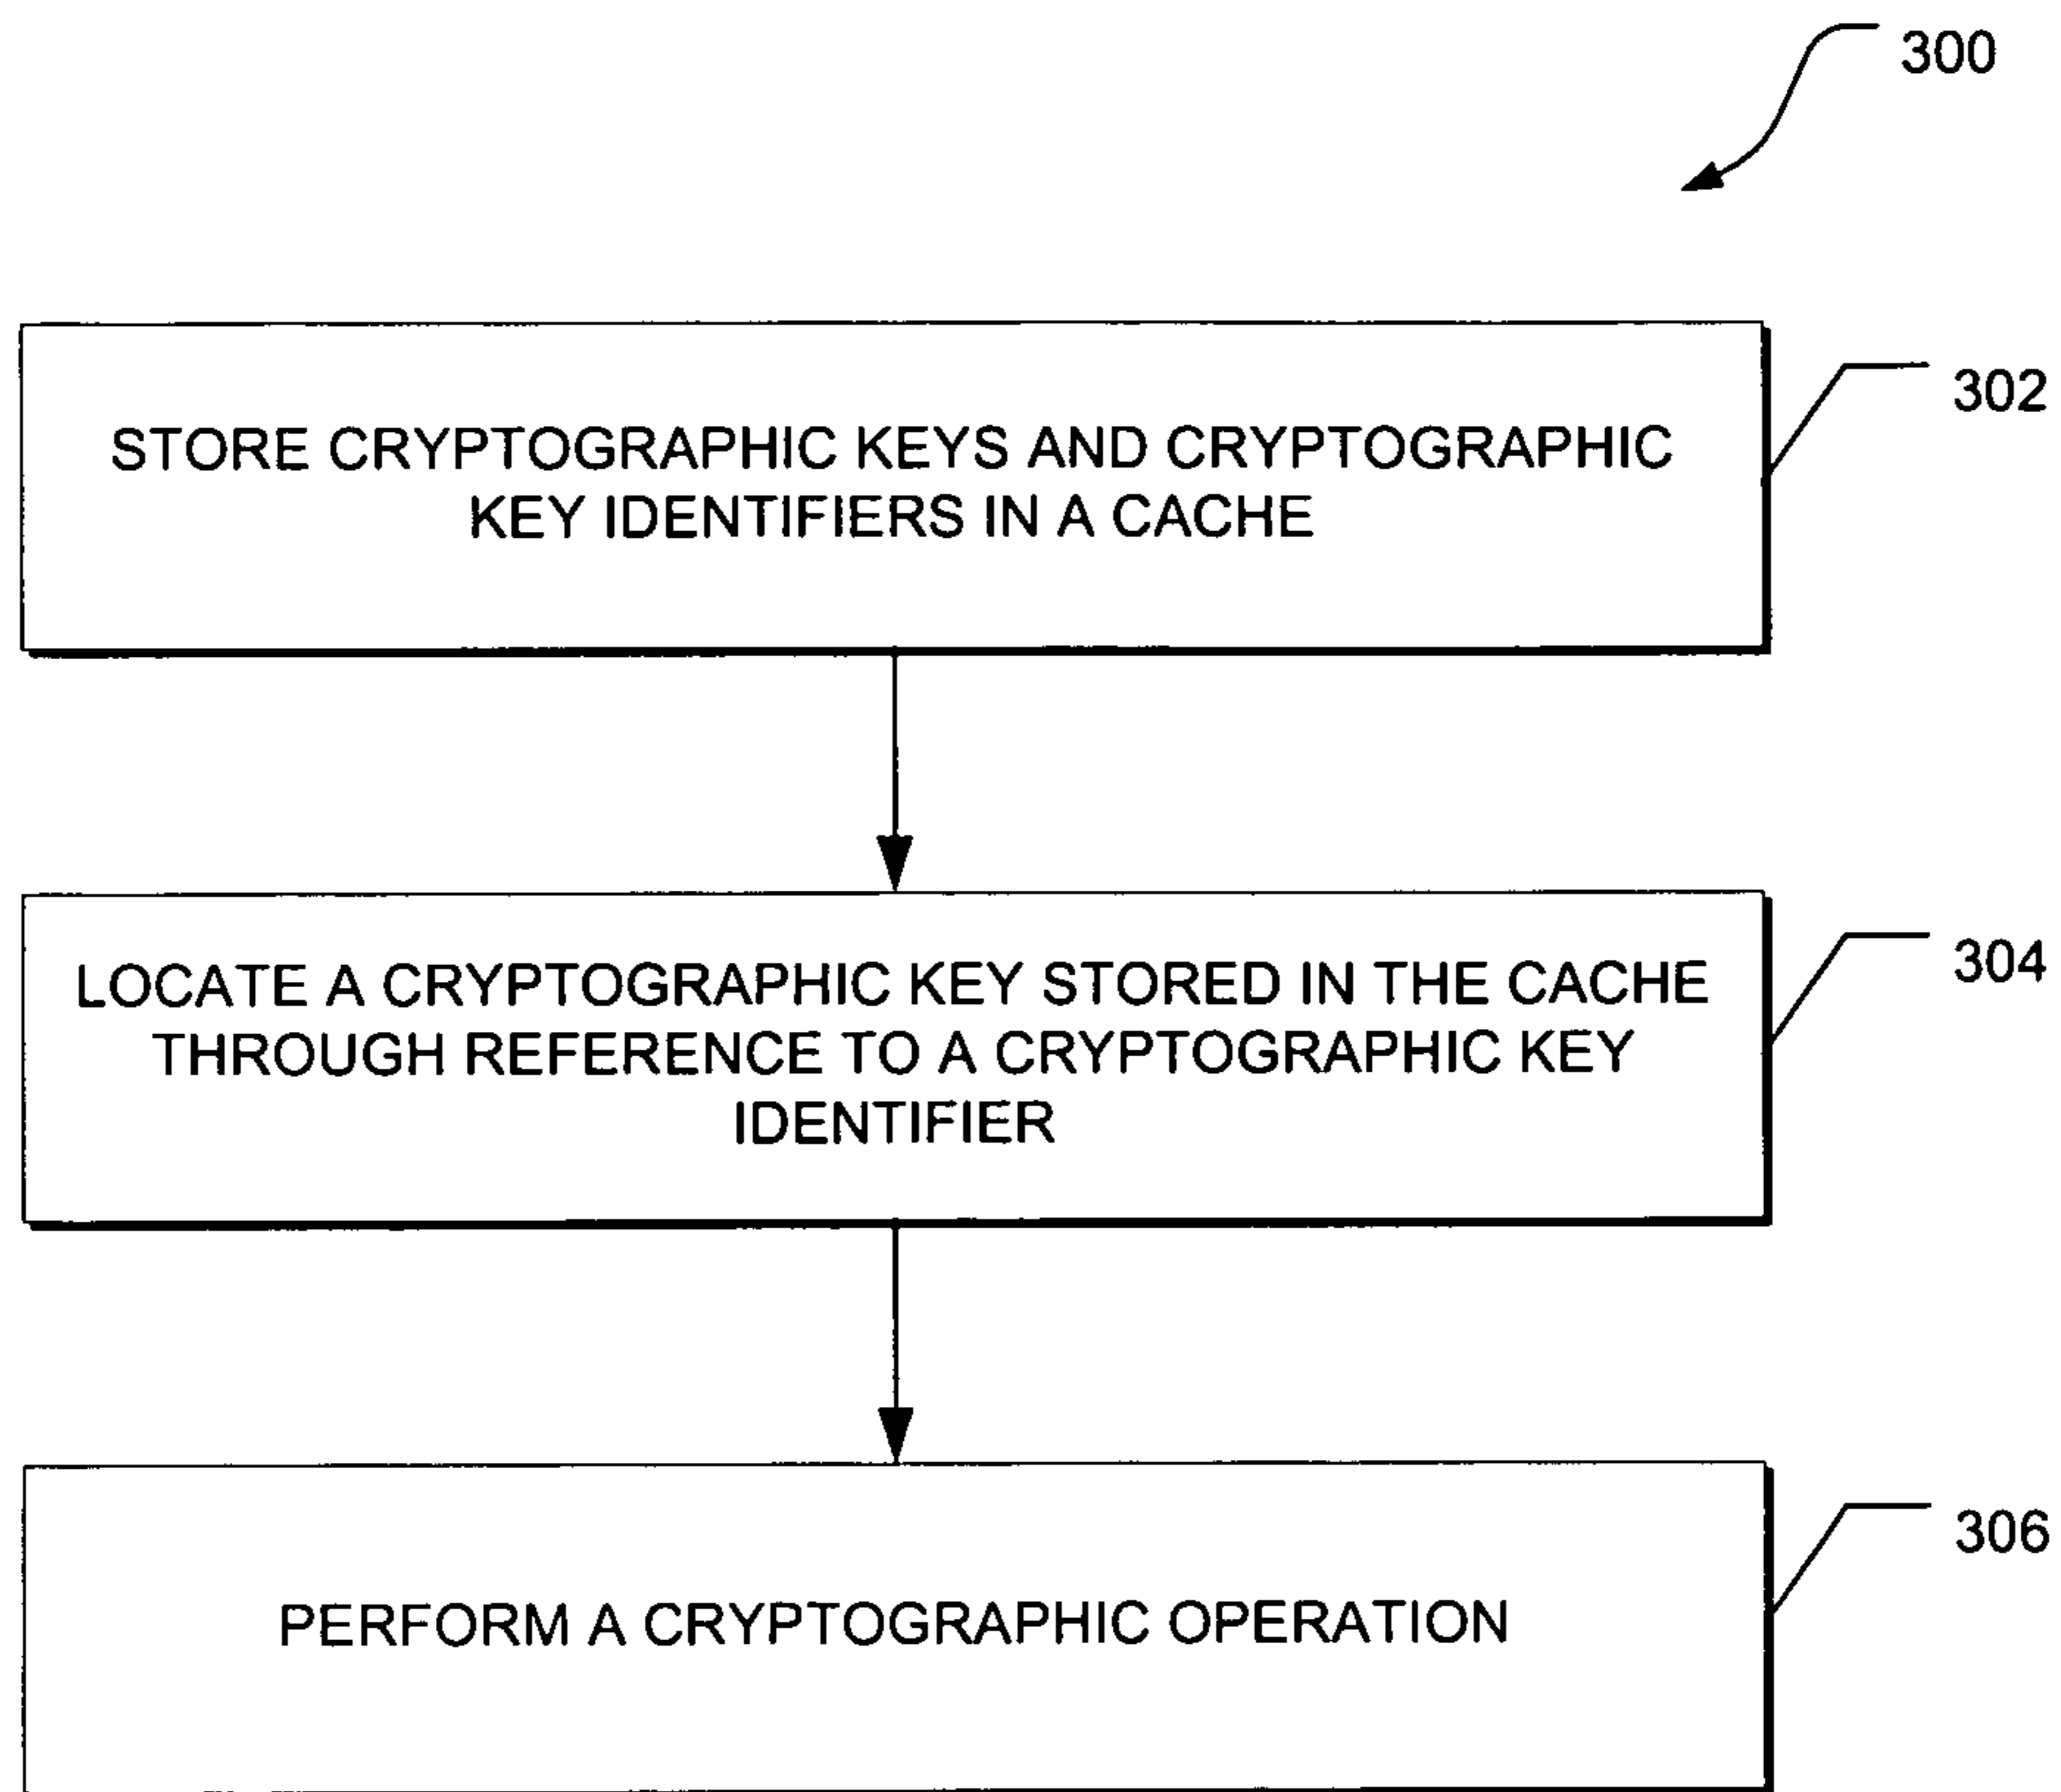 300
302
STORE CRYPTOGRAPHIC KEYS AND CRYPTOGRAPHIC
KEY IDENTIFIERS IN A CACHE
304
LOCATE A CRYPTOGRAPHIC KEY STORED IN THE CACHE
THROUGH REFERENCE TO A CRYPTOGRAPHIC KEY
IDENTIFIER
306
PERFORM A CRYPTOGRAPHIC OPERATION